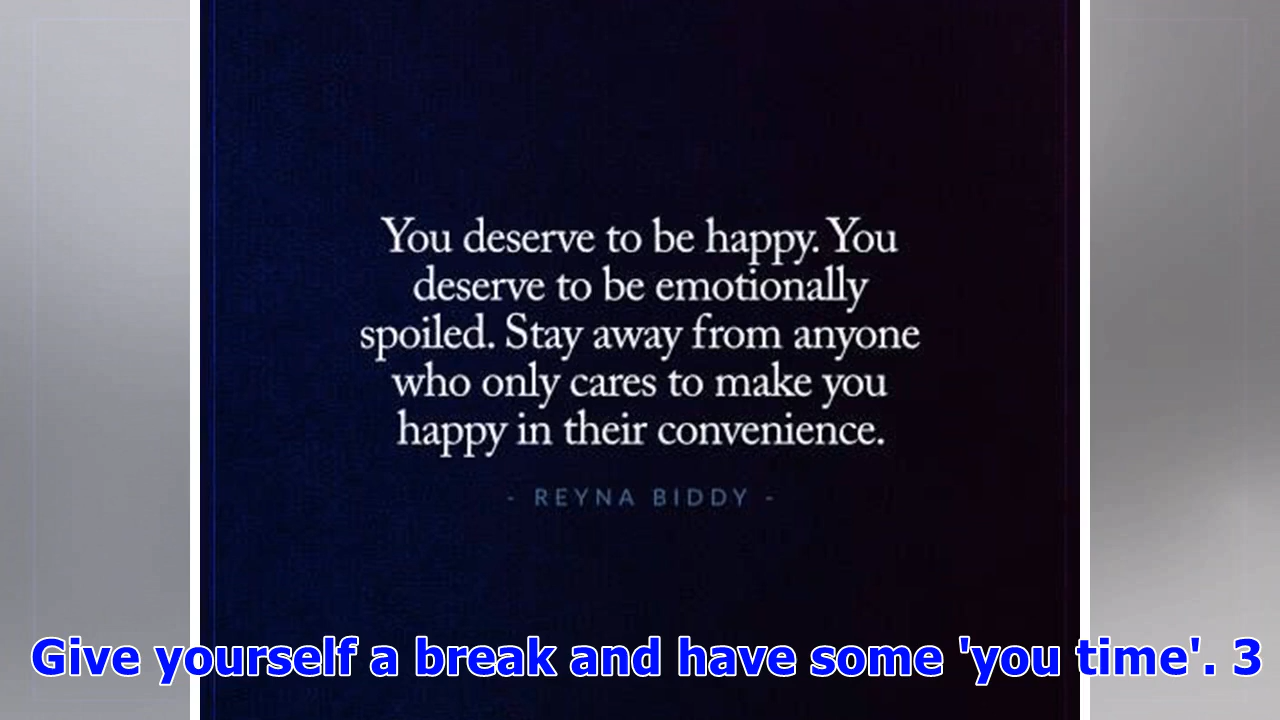 You deserve to be happy. You
deserve to be emotionally
spoiled. Stay away from anyone
who only cares to make you
happy in their convenience.
- REYNA BIDDY -
Give yourself a break and have some 'you time'. 3